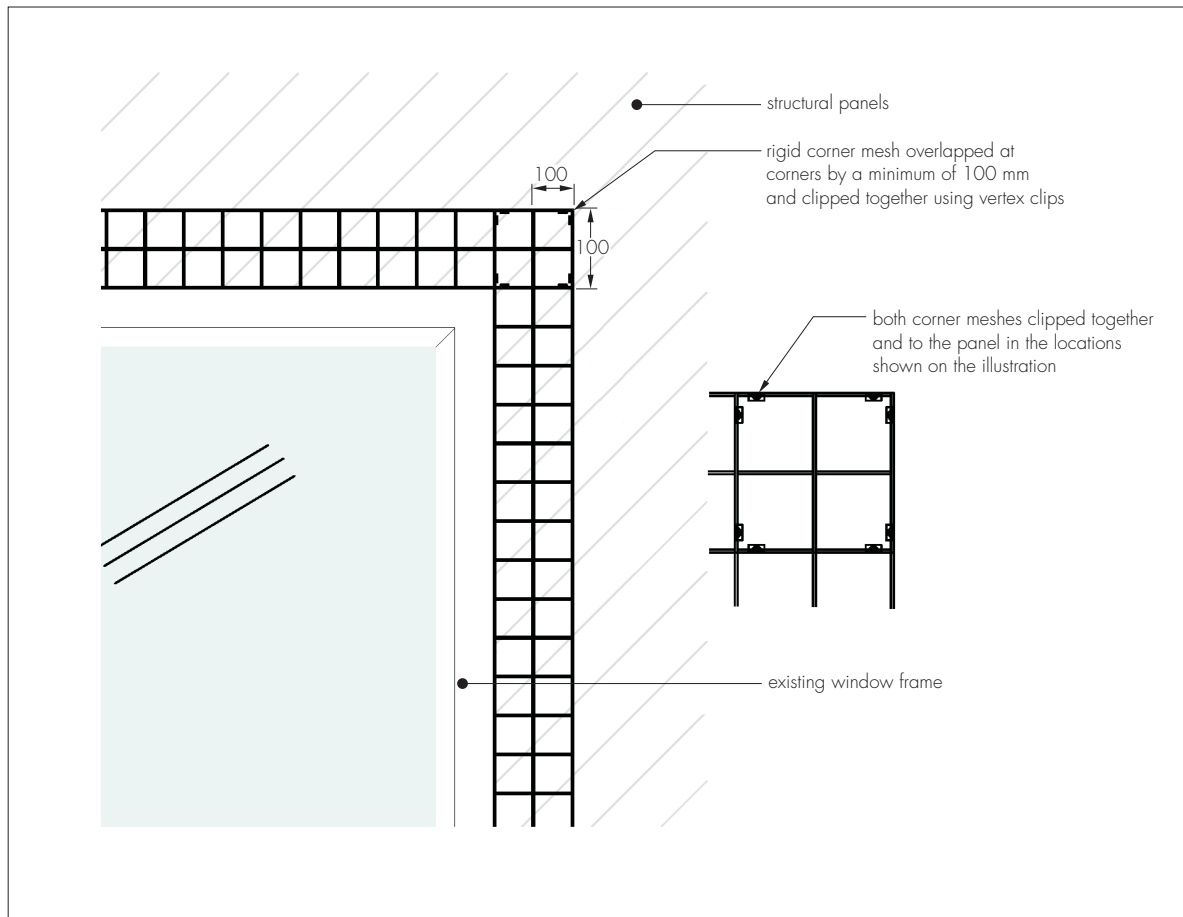 structural panels
rigid corner mesh overlapped at
corners by a minimum of 100 mm
and clipped together using vertex clips
100
100
both corner meshes clipped together
and to the panel in the locations
shown on the illustration
existing window frame